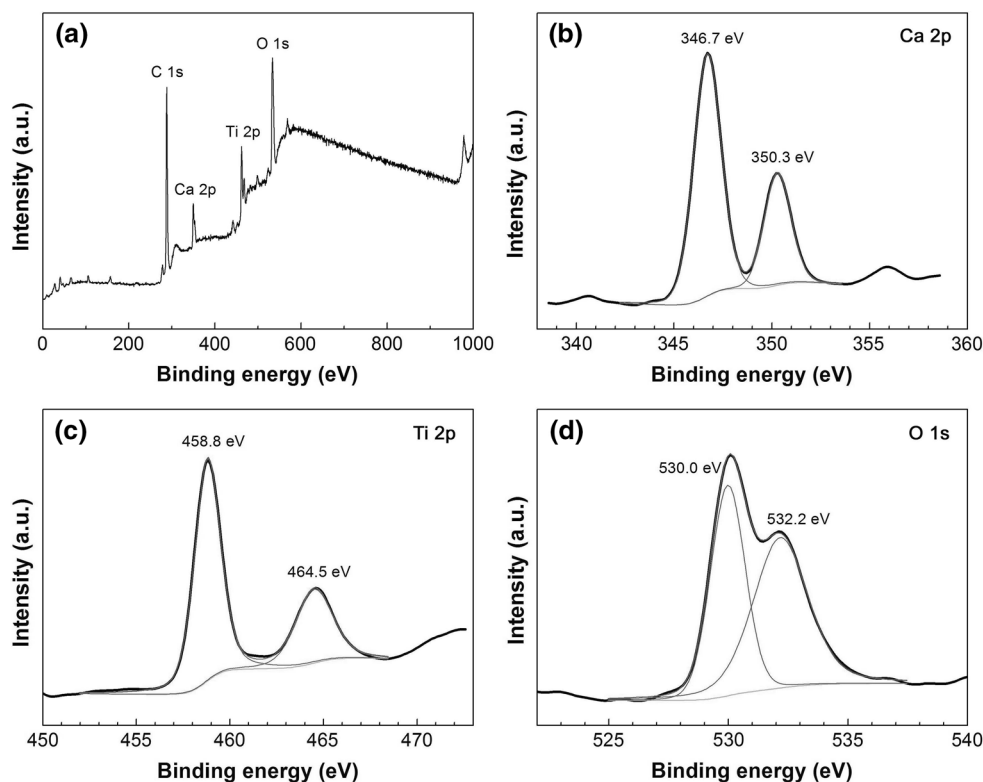 (a)
O 1s
C 1s
Ti 2p
Ca 2p
Intensity (a.u.)
0 200 400 600 800 1000
Binding energy (eV)
(b)
Ca 2p
346.7 eV
350.3 eV
Intensity (a.u.)
340 345 350 355 360
Binding energy (eV)
(c)
Ti 2p
458.8 eV
464.5 eV
Intensity (a.u.)
450 455 460 465 470
Binding energy (eV)
(d)
O 1s
530.0 eV
532.2 eV
Intensity (a.u.)
525 530 535 540
Binding energy (eV)